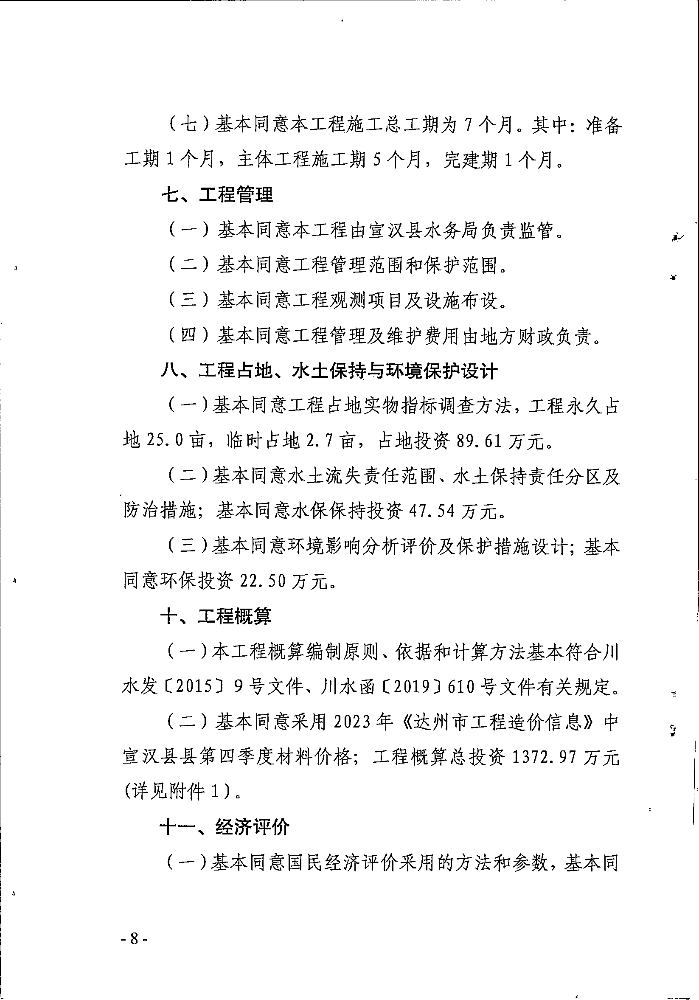 （七）基本同意本工程施工总工期为 7 个月。其中：准备
工期 1 个月，主体工程施工期 5 个月，完建期 1 个月。
七、工程管理
（一）基本同意本工程由宣汉县水务局负责监管。
（二）基本同意工程管理范围和保护范围。
（三）基本同意工程观测项目及设施布设。
（四）基本同意工程管理及维护费用由地方财政负责。
八、工程占地、水土保持与环境保护设计
（一）基本同意工程占地实物指标调查方法，工程永久占
地 25.0 亩，临时占地 2.7 亩，占地投资 89.61 万元。
（二）基本同意水土流失责任范围、水土保持责任分区及
防治措施；基本同意水保保持投资 47.54 万元。
（三）基本同意环境影响分析评价及保护措施设计；基本
同意环保投资 22.50 万元。
十、工程概算
（一）本工程概算编制原则、依据和计算方法基本符合川
水发〔2015〕9 号文件、川水函〔2019〕610 号文件有关规定。
（二）基本同意采用 2023 年《达州市工程造价信息》中
宣汉县县第四季度材料价格；工程概算总投资 1372.97 万元
(详见附件 1)。
十一、经济评价
（一）基本同意国民经济评价采用的方法和参数，基本同
- 8 -